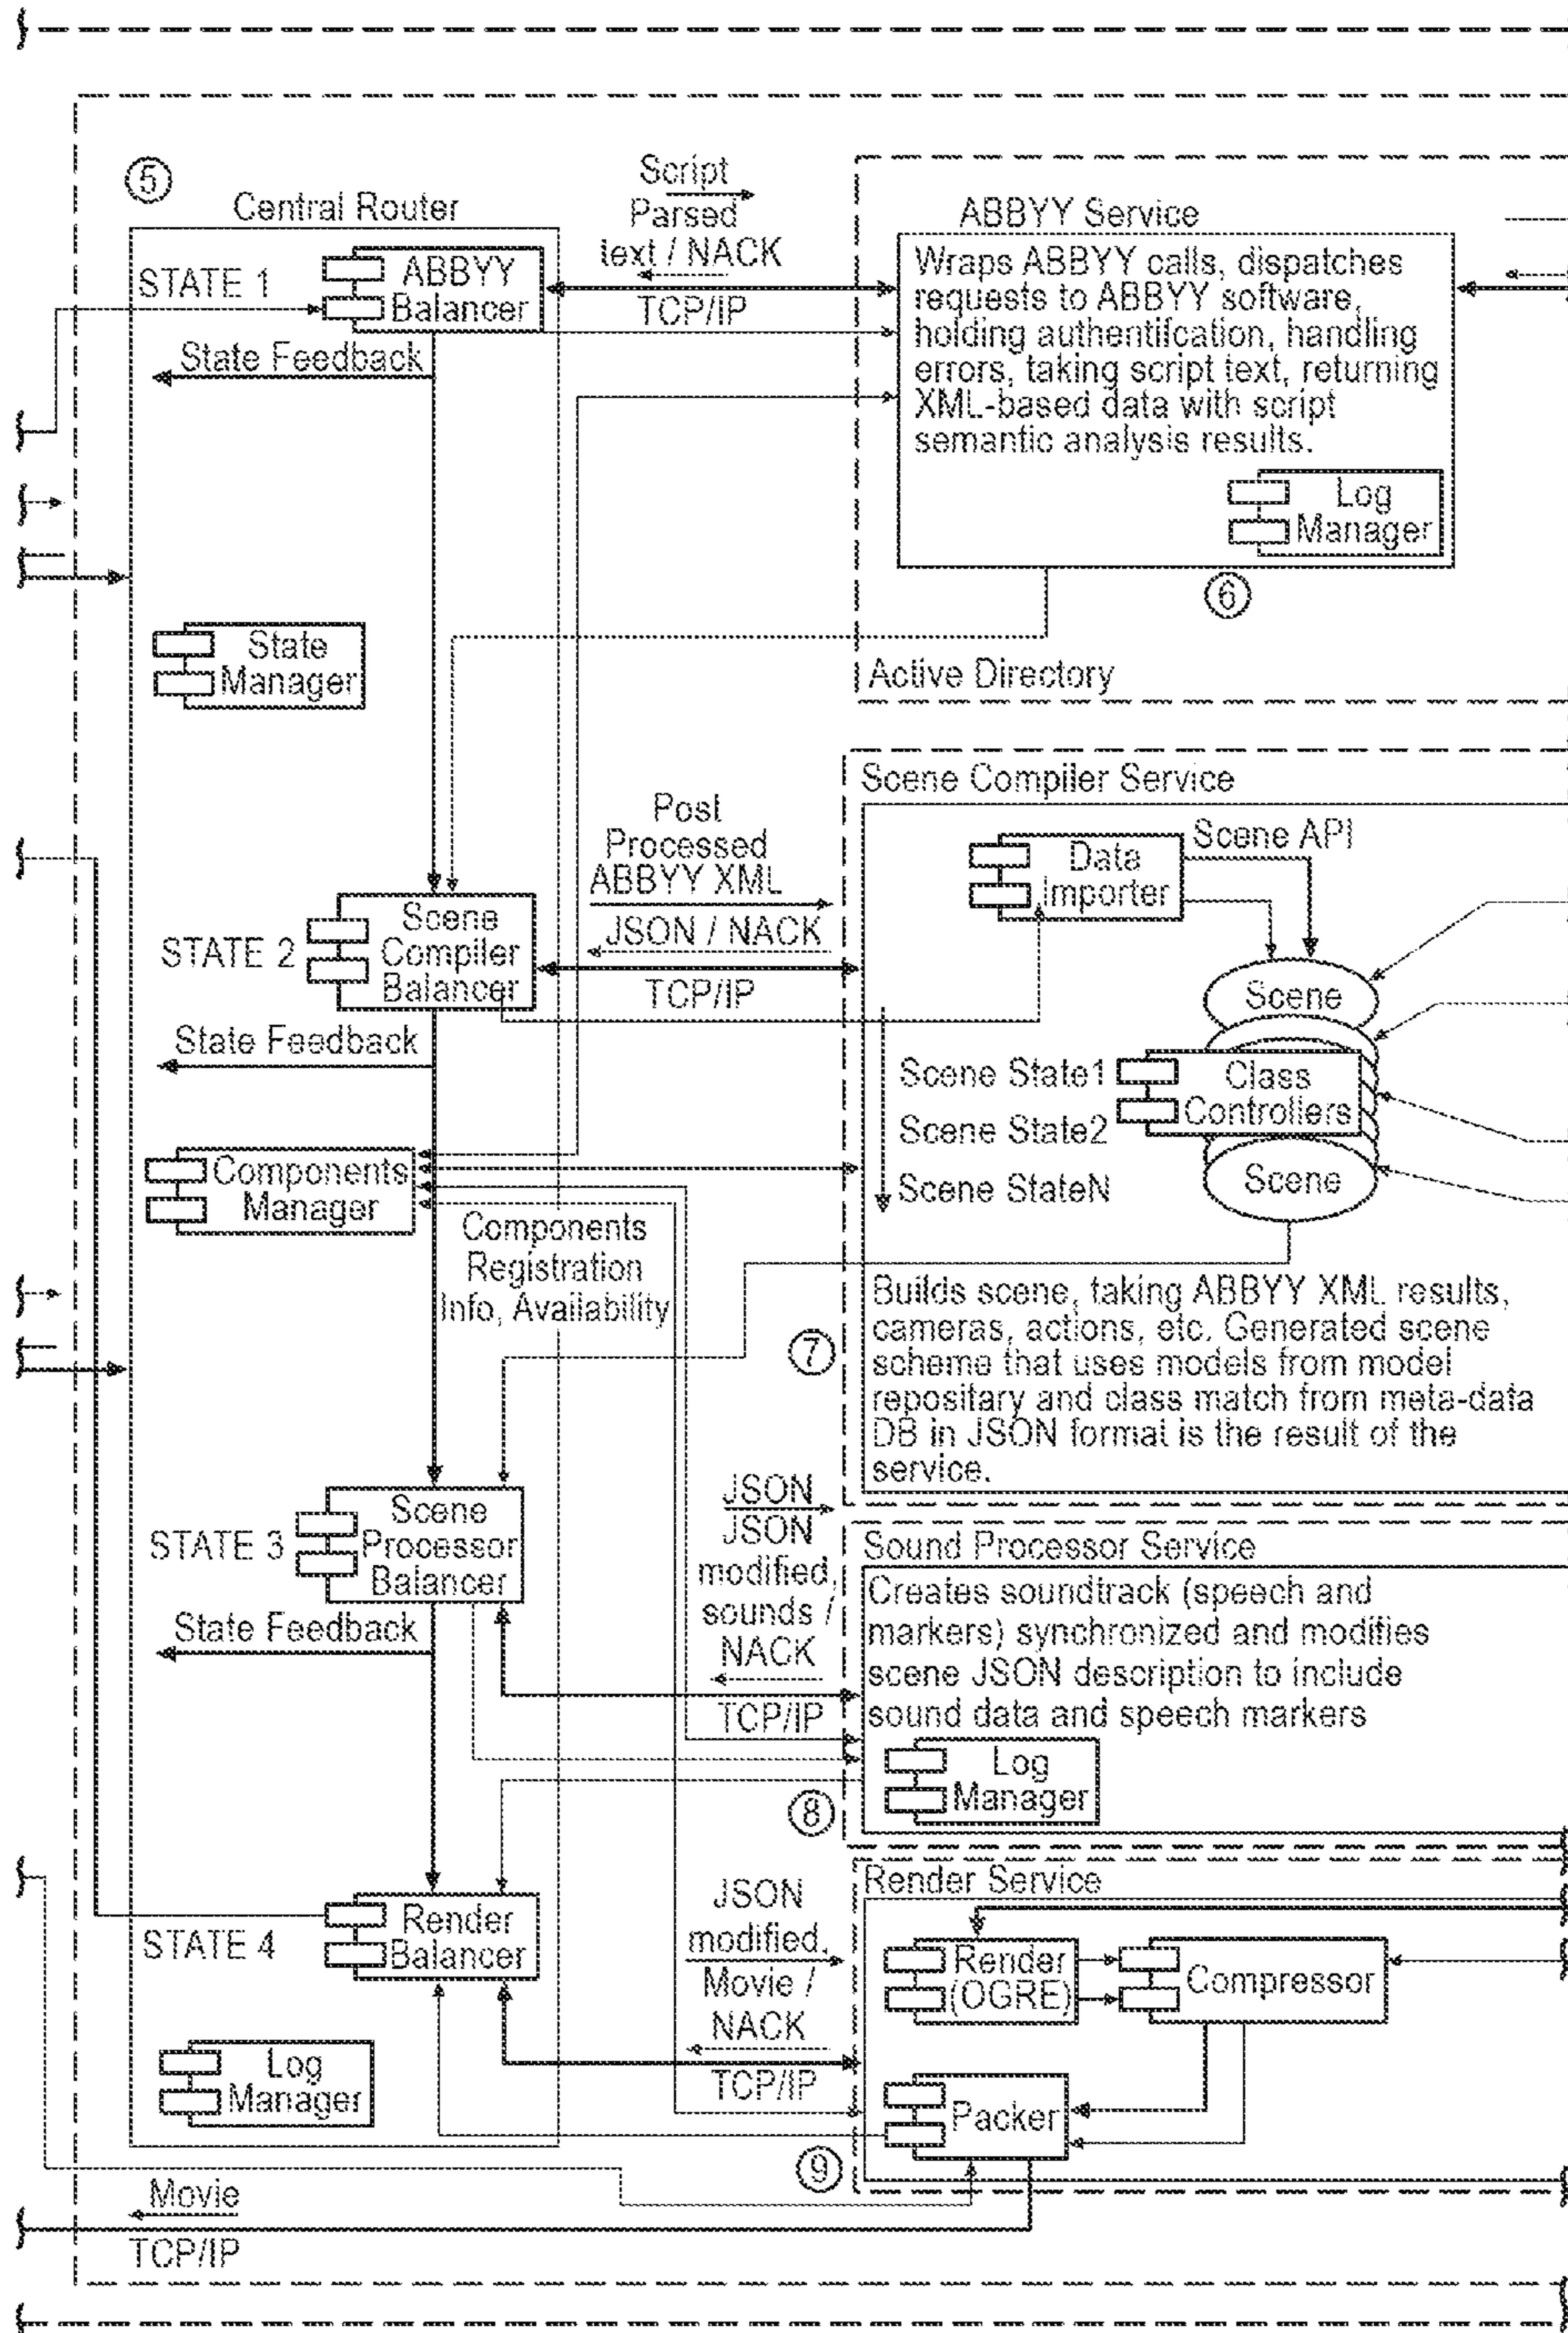 5
Central Router
STATE 1
ABBYY
Balancer
State Feedback
Script
Parsed
text / NACK
TCP/IP
ABBYY Service
Wraps ABBYY calls, dispatches
requests to ABBYY software,
holding authentifcation, handling
errors, taking script text, returning
XML-based data with script
semantic analysis results.
Log
Manager
6
Active Directory
State
Manager
STATE 2
Scene
Compiler
Balancer
State Feedback
Post
Processed
ABBYY XML
JSON / NACK
TCP/IP
Scene Compiler Service
Data
Importer
Scene API
Scene
Class
Controllers
Scene
Scene State1
Scene State2
Scene StateN
Components
Manager
Components
Registration
Info, Availability
7
Builds scene, taking ABBYY XML results,
cameras, actions, etc. Generated scene
scheme that uses models from model
repositary and class match from meta-data
DB in JSON format is the result of the
service.
STATE 3
Scene
Processor
Balancer
State Feedback
JSON
JSON
modified,
sounds /
NACK
TCP/IP
Sound Processor Service
Creates soundtrack (speech and
markers) synchronized and modifies
scene JSON description to include
sound data and speech markers
Log
Manager
8
STATE 4
Render
Balancer
JSON
modified,
Movie /
NACK
TCP/IP
Render Service
Render
(OGRE)
Compressor
Packer
9
Log
Manager
Movie
TCP/IP